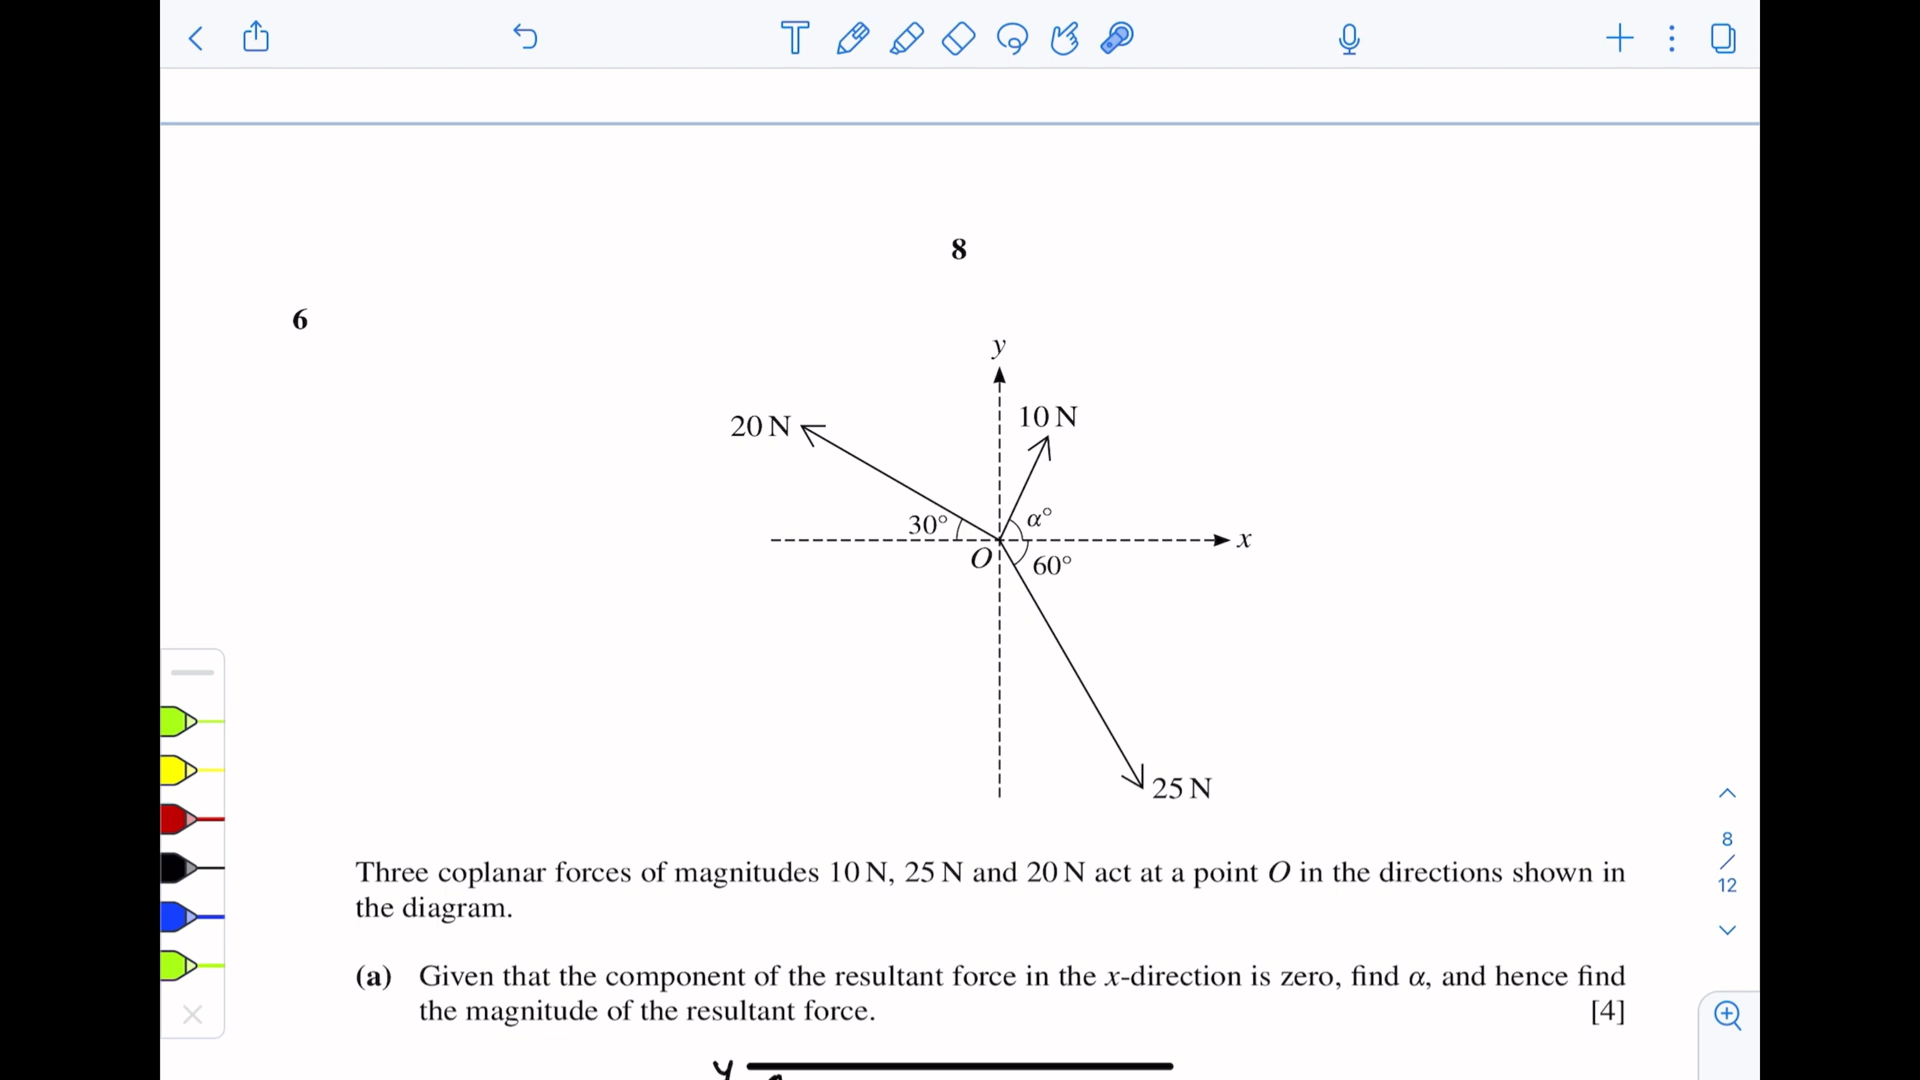 8
6
y
10 N
20 N
30°
α°
x
O
60°
25 N
Three coplanar forces of magnitudes 10 N, 25 N and 20 N act at a point O in the directions shown in
the diagram.
(a) Given that the component of the resultant force in the x-direction is zero, find α, and hence find
the magnitude of the resultant force. [4]
8
/
12